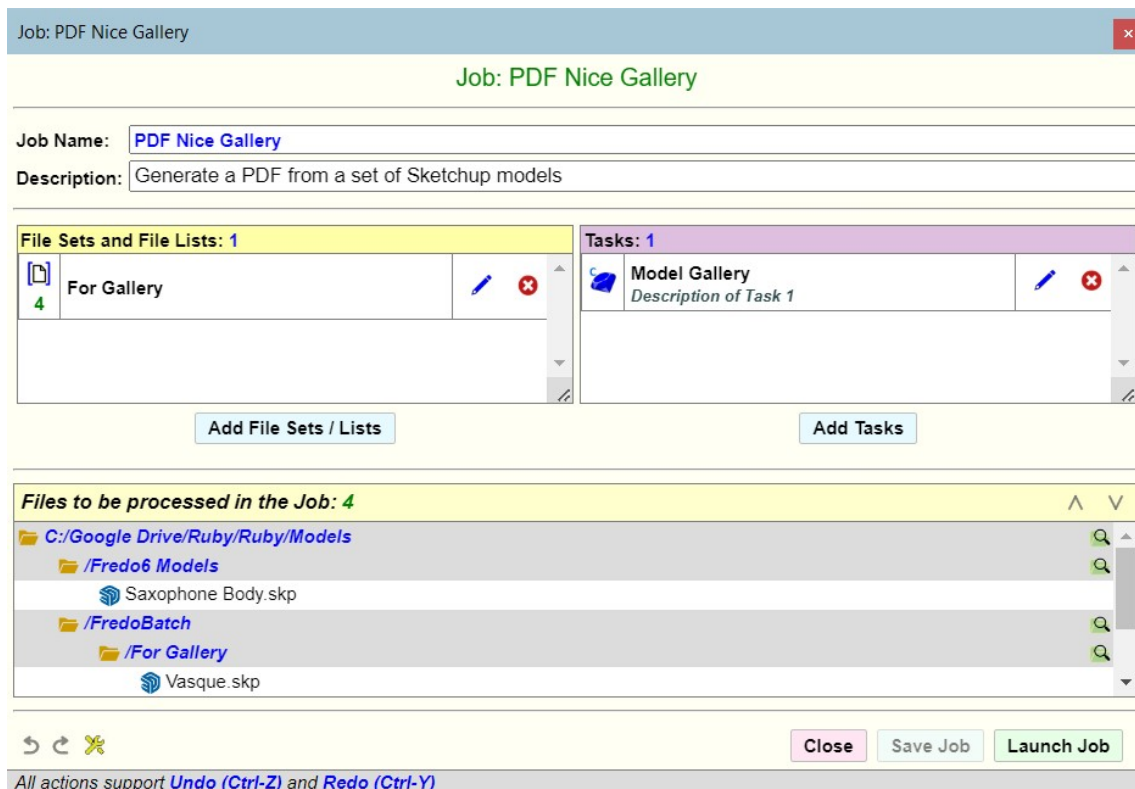 Job: PDF Nice Gallery
Job: PDF Nice Gallery
Job Name: PDF Nice Gallery
Description: Generate a PDF from a set of Sketchup models
File Sets and File Lists: 1
For Gallery
4
Add File Sets / Lists
Tasks: 1
C
Model Gallery
Description of Task 1
Add Tasks
Files to be processed in the Job: 4
C:/Google Drive/Ruby/Ruby/Models
/Fredo6 Models
Saxophone Body.skp
/FredoBatch
/For Gallery
Vasque.skp
Close Save Job Launch Job
All actions support Undo (Ctrl-Z) and Redo (Ctrl-Y)